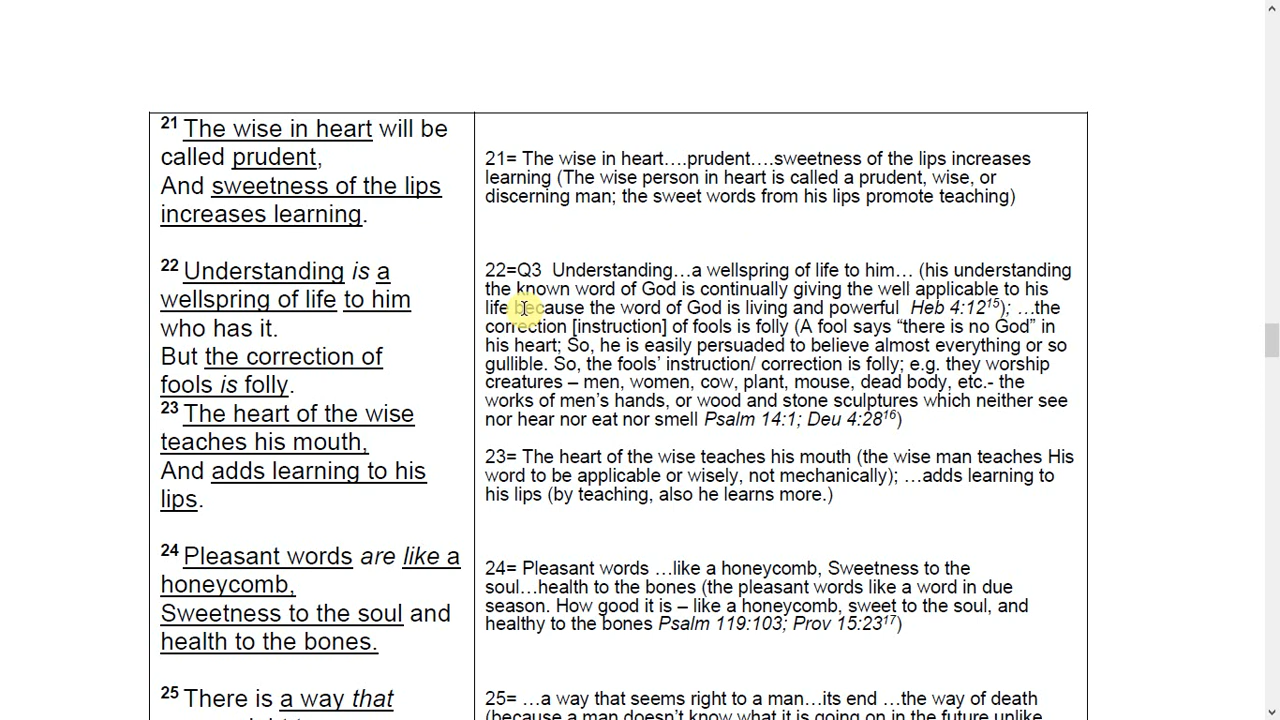 21 The wise in heart will be
called prudent,
And sweetness of the lips
increases learning.
22 Understanding is a
wellspring of life to him
who has it.
But the correction of
fools is folly.
23 The heart of the wise
teaches his mouth,
And adds learning to his
lips.
24 Pleasant words are like a
honeycomb,
Sweetness to the soul and
health to the bones.
25 There is a way that
21= The wise in heart….prudent….sweetness of the lips increases
learning (The wise person in heart is called a prudent, wise, or
discerning man; the sweet words from his lips promote teaching)
22=Q3 Understanding…a wellspring of life to him… (his understanding
the known word of God is continually giving the well applicable to his
life because the word of God is living and powerful Heb 4:12¹⁵); …the
correction [instruction] of fools is folly (A fool says “there is no God” in
his heart; So, he is easily persuaded to believe almost everything or so
gullible. So, the fools’ instruction/ correction is folly; e.g. they worship
creatures – men, women, cow, plant, mouse, dead body, etc.- the
works of men’s hands, or wood and stone sculptures which neither see
nor hear nor eat nor smell Psalm 14:1; Deu 4:28¹⁶)
23= The heart of the wise teaches his mouth (the wise man teaches His
word to be applicable or wisely, not mechanically); …adds learning to
his lips (by teaching, also he learns more.)
24= Pleasant words …like a honeycomb, Sweetness to the
soul…health to the bones (the pleasant words like a word in due
season. How good it is – like a honeycomb, sweet to the soul, and
healthy to the bones Psalm 119:103; Prov 15:23¹⁷)
25= …a way that seems right to a man…its end …the way of death
(because a man doesn’t know what it is going on in the future unlike